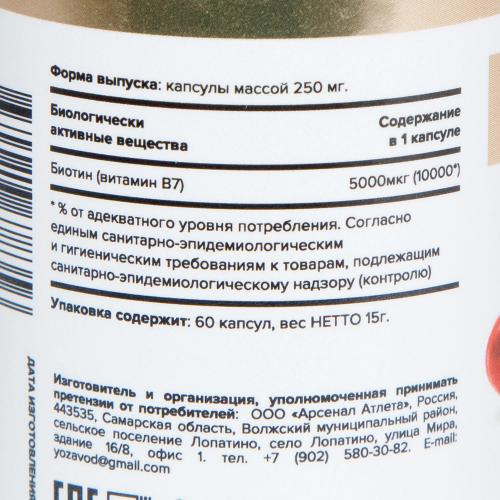 Форма выпуска: капсулы массой 250 мг.
Биологически активные вещества
Содержание в 1 капсуле
Биотин (витамин B7) 5000мкг (10000*)
* % от адекватного уровня потребления. Согласно
единым санитарно-эпидемиологическим
и гигиеническим требованиям к товарам, подлежащим
санитарно-эпидемиологическому надзору (контролю)
Упаковка содержит: 60 капсул, вес НЕТТО 15г.
Изготовитель и организация, уполномоченная принимать
претензии от потребителей: ООО «Арсенал Атлета», Россия,
443535, Самарская область, Волжский муниципальный район,
сельское поселение Лопатино, село Лопатино, улица Мира,
здание 16/8, офис 1. тел. +7 (902) 580-30-82. E-mail:
yozavod@gmail.com
ДАТА ИЗГОТОВЛЕНИЯ